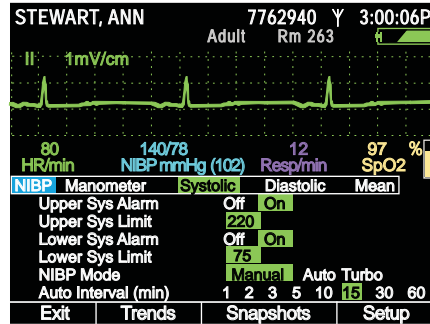 STEWART, ANN 7762940 3:00:06P
Adult Rm 263
II 1mV/cm
80 140/78 12 97 %
HR/min NIBP mmHg (102) Resp/min SpO2
NIBP Manometer Systolic Diastolic Mean
Upper Sys Alarm Off On
Upper Sys Limit 220
Lower Sys Alarm Off On
Lower Sys Limit 75
NIBP Mode Manual Auto Turbo
Auto Interval (min) 1 2 3 5 10 15 30 60
Exit Trends Snapshots Setup